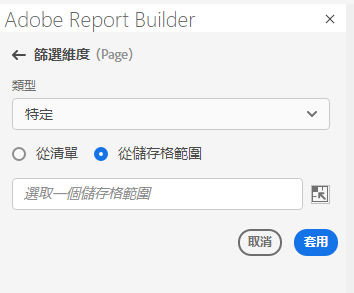 Adobe Report Builder
篩選維度 (Page)
類型
特定
從清單 從儲存格範圍
選取一個儲存格範圍
取消 套用